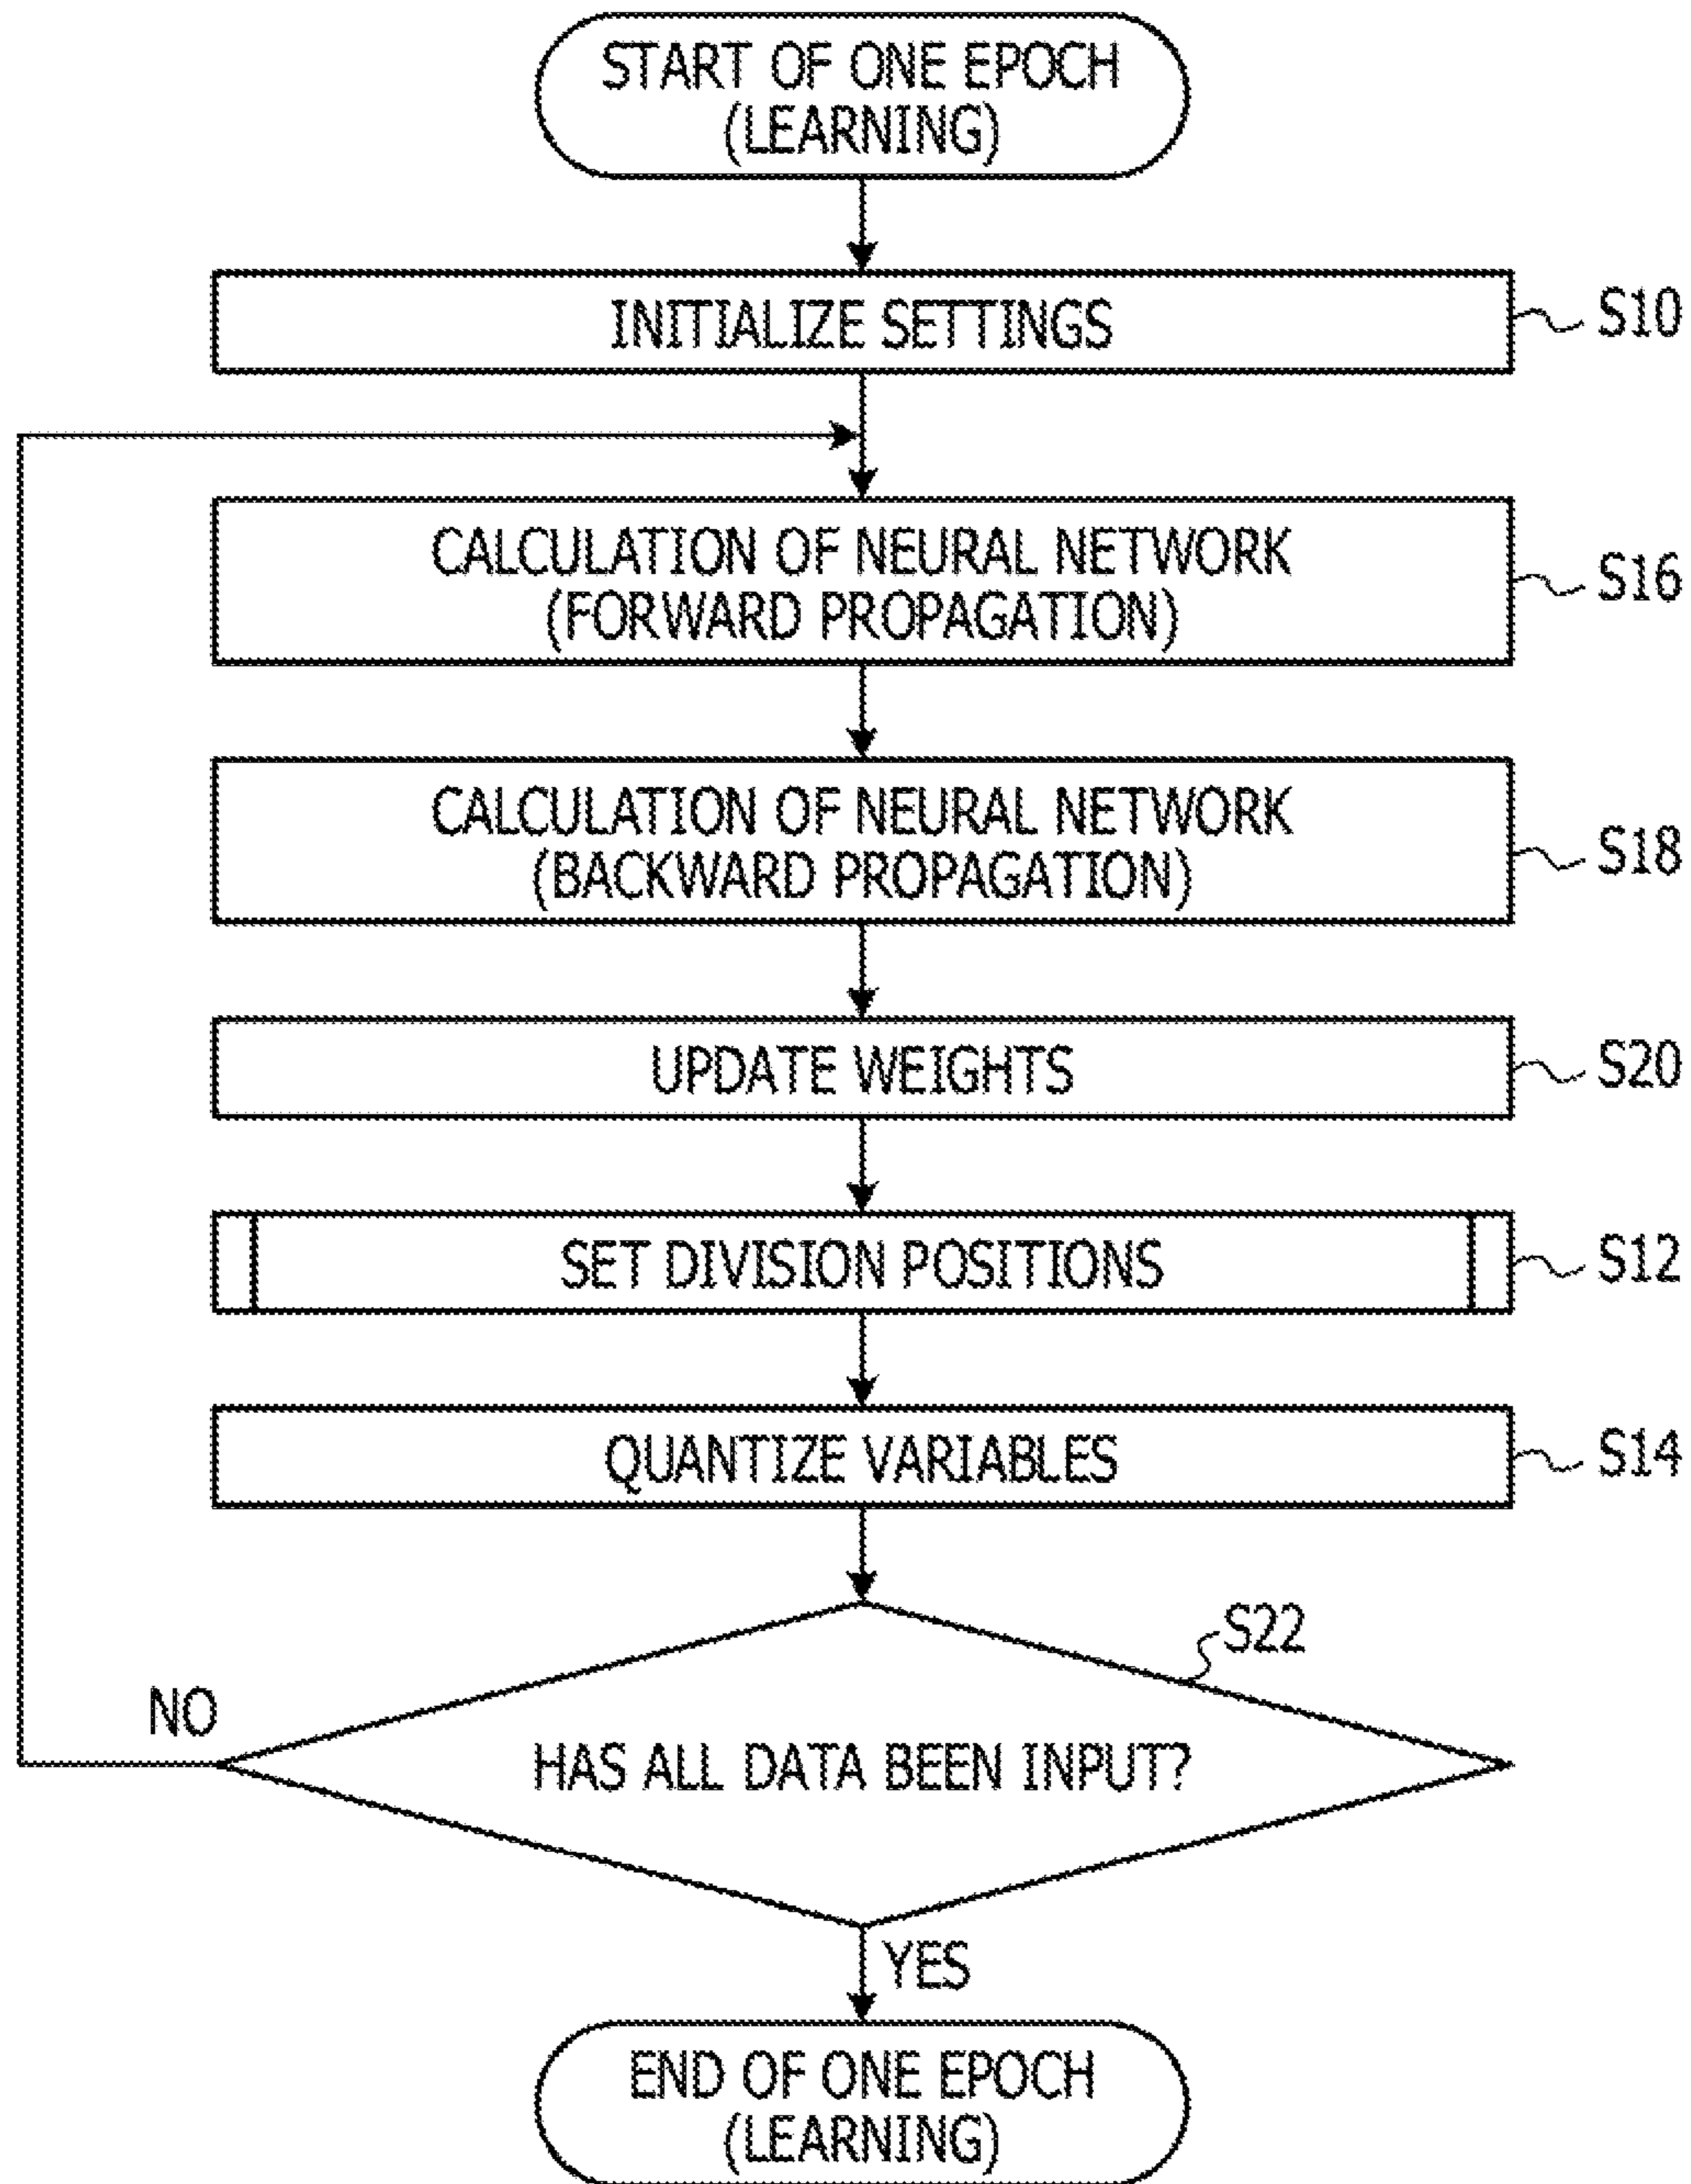 START OF ONE EPOCH
(LEARNING)
INITIALIZE SETTINGS
S10
CALCULATION OF NEURAL NETWORK
(FORWARD PROPAGATION)
S16
CALCULATION OF NEURAL NETWORK
(BACKWARD PROPAGATION)
S18
UPDATE WEIGHTS
S20
SET DIVISION POSITIONS
S12
QUANTIZE VARIABLES
S14
S22
NO
HAS ALL DATA BEEN INPUT?
YES
END OF ONE EPOCH
(LEARNING)